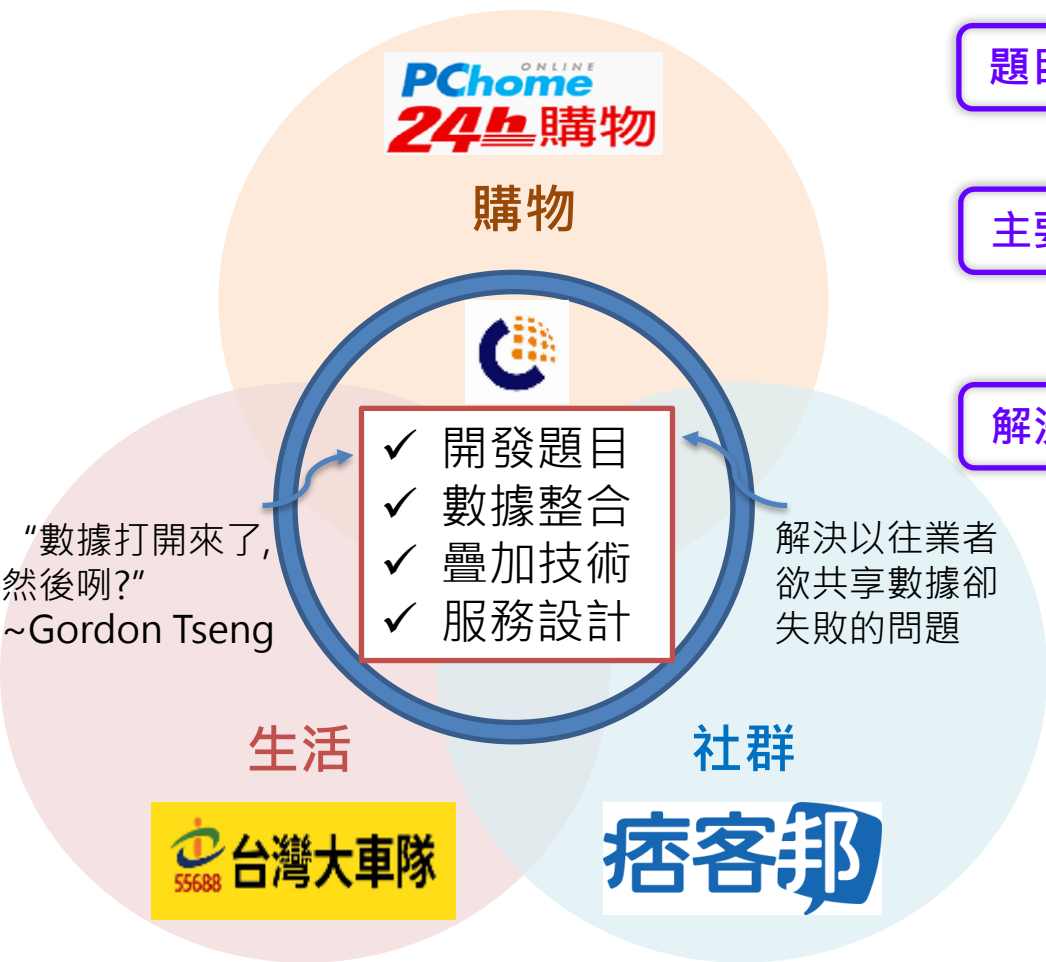 ONLINE
PChome
24h購物
題
購物
主
開發題目
數據整合
疊加技術
服務設計
解
“數據打開來了,
然後咧?”
~Gordon Tseng
解決以往業者
欲共享數據卻
失敗的問題
生活
社群
55688
台灣大車隊
痞客邦